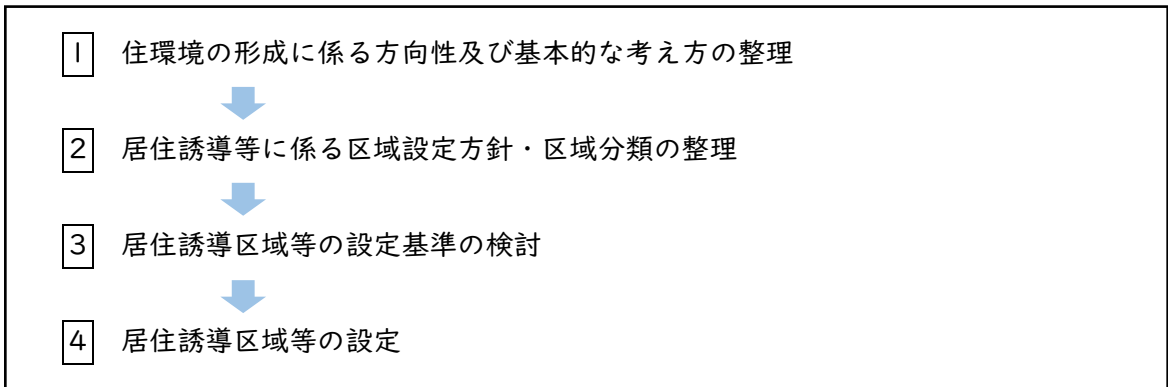 1 住環境の形成に係る方向性及び基本的な考え方の整理
2 居住誘導等に係る区域設定方針・区域分類の整理
3 居住誘導区域等の設定基準の検討
4 居住誘導区域等の設定